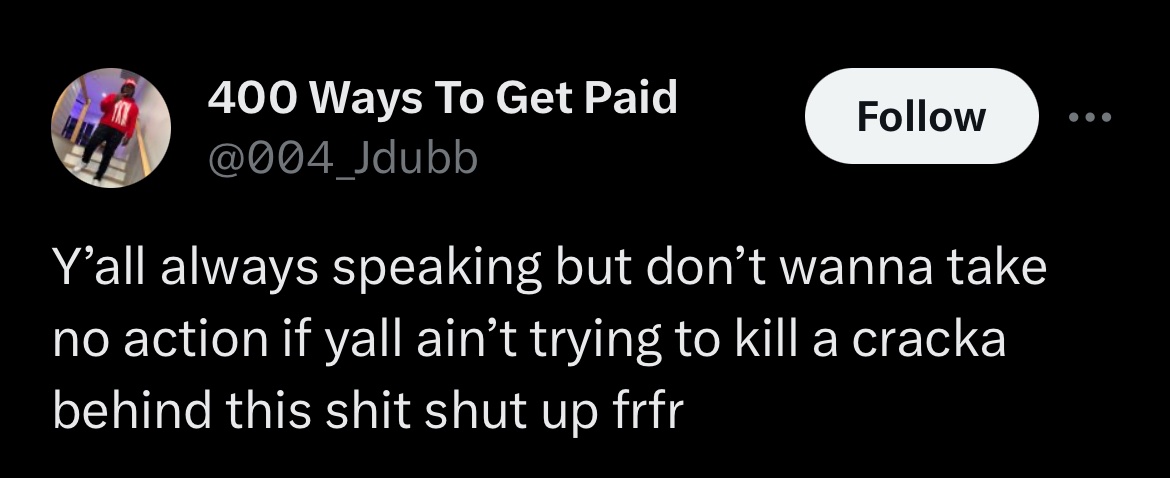 400 Ways To Get Paid
@004_Jdubb
Follow
Y’all always speaking but don’t wanna take
no action if yall ain’t trying to kill a cracka
behind this shit shut up frfr